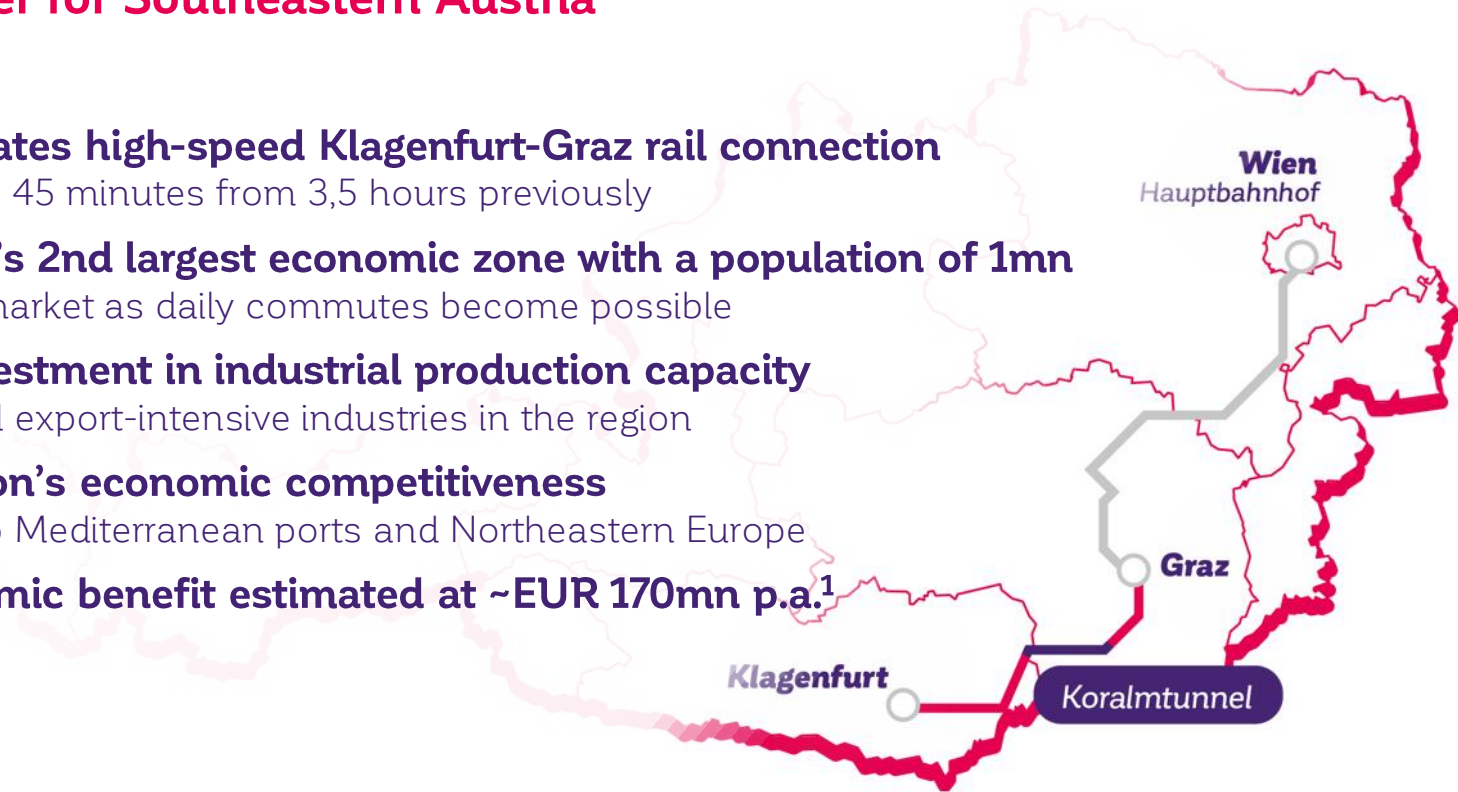 for Southeastern Austria
ates high-speed Klagenfurt-Graz rail connection
45 minutes from 3,5 hours previously
’s 2nd largest economic zone with a population of 1mn
market as daily commutes become possible
estment in industrial production capacity
export-intensive industries in the region
on’s economic competitiveness
Mediterranean ports and Northeastern Europe
mic benefit estimated at ~EUR 170mn p.a.¹
Wien
Hauptbahnhof
Graz
Klagenfurt
Koralmtunnel